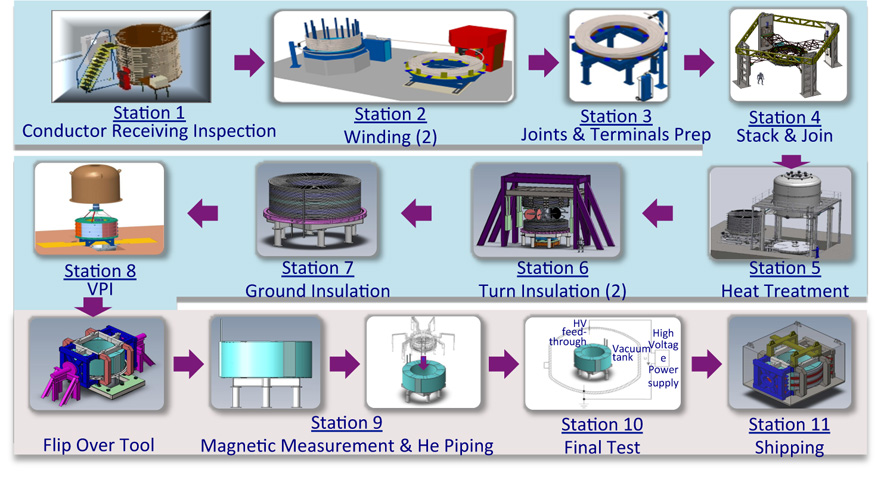 Station 1
Conductor Receiving Inspection
Station 2
Winding (2)
Station 3
Joints & Terminals Prep
Station 4
Stack & Join
Station 8
VPI
Station 7
Ground Insulation
Station 6
Turn Insulation (2)
1
Station 5
Heat Treatment
Flip Over Tool
Station 9
Magnetic Measurement & He Piping
HV
feed-
through
Vacuum
tank
High
Voltag
e
Power
supply
Station 10
Final Test
Station 11
Shipping